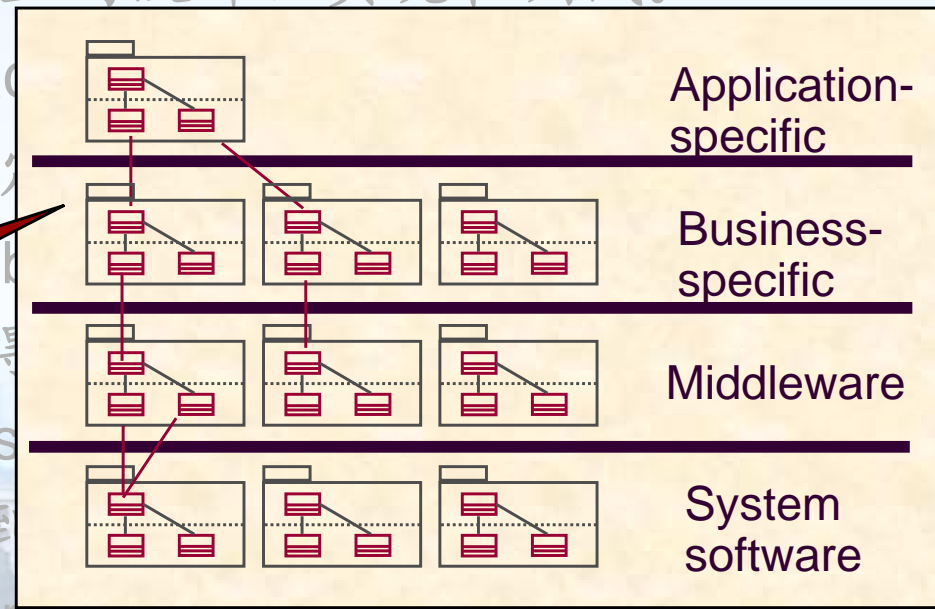 Application-
specific
Business-
specific
Middleware
System
software